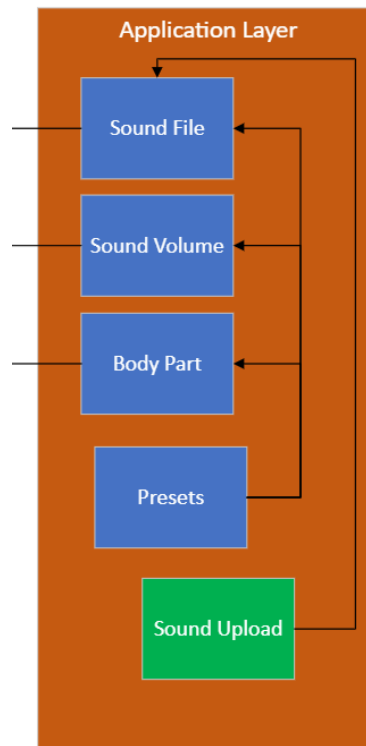 Application Layer
Sound File
Sound Volume
Body Part
Presets
Sound Upload